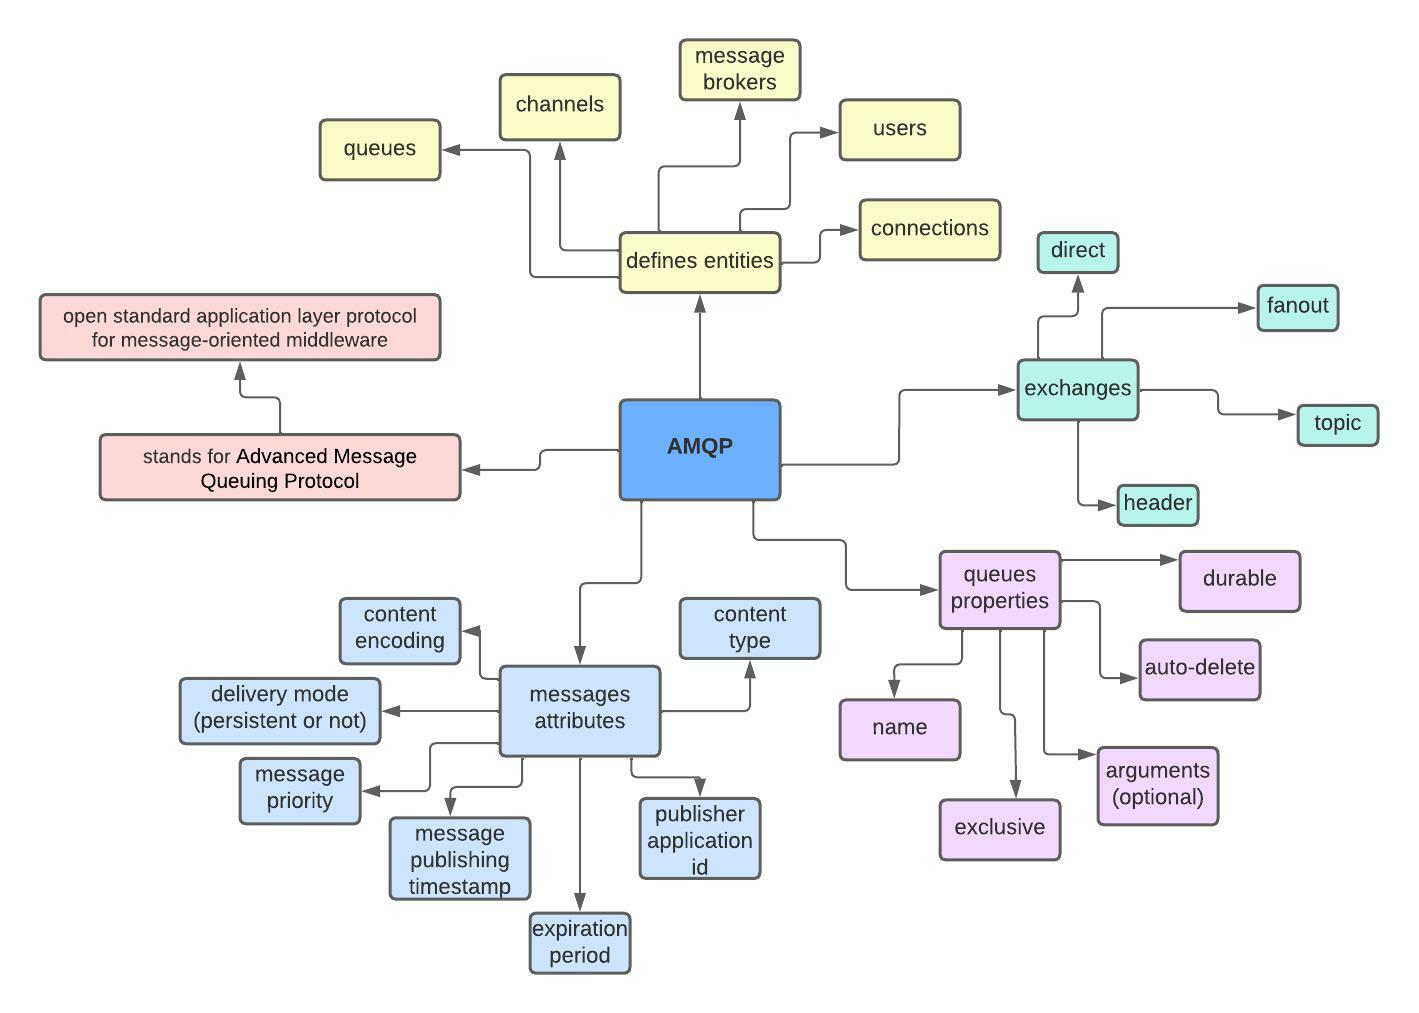 message
brokers
channels
users
queues
connections
defines entities
direct
fanout
open standard application layer protocol
for message-oriented middleware
exchanges
topic
AMQP
stands for Advanced Message
Queuing Protocol
header
queues
properties
durable
content
encoding
content
type
auto-delete
delivery mode
(persistent or not)
messages
attributes
name
message
priority
arguments
(optional)
exclusive
publisher
application
id
message
publishing
timestamp
expiration
period